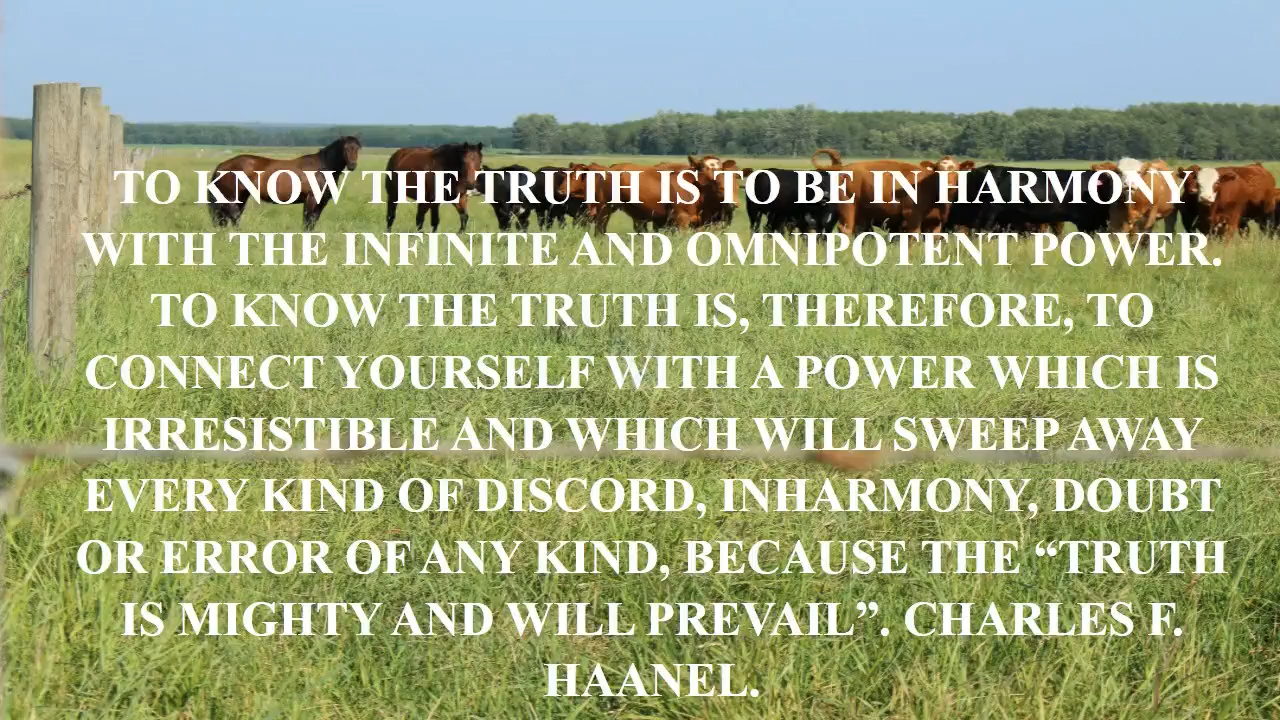 TO KNOW THE TRUTH IS TO BE IN HARMONY
WITH THE INFINITE AND OMNIPOTENT POWER.
TO KNOW THE TRUTH IS, THEREFORE, TO
CONNECT YOURSELF WITH A POWER WHICH IS
IRRESISTIBLE AND WHICH WILL SWEEP AWAY
EVERY KIND OF DISCORD, INHARMONY, DOUBT
OR ERROR OF ANY KIND, BECAUSE THE “TRUTH
IS MIGHTY AND WILL PREVAIL”. CHARLES F.
HAANEL.